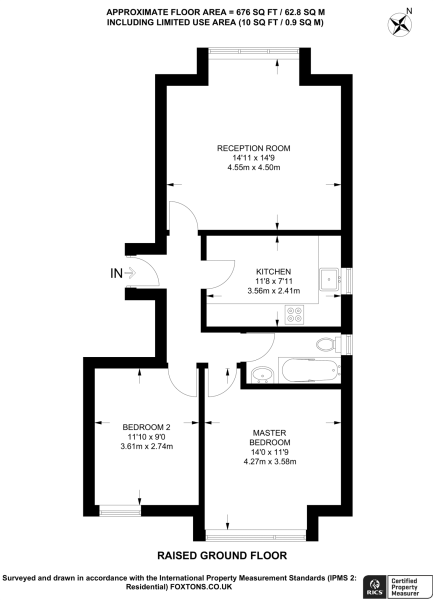 APPROXIMATE FLOOR AREA = 676 SQ FT / 62.8 SQ M
INCLUDING LIMITED USE AREA (10 SQ FT / 0.9 SQ M)
N
RECEPTION ROOM
14'11 x 14'9
4.55m x 4.50m
IN
KITCHEN
11'8 x 7'11
3.56m x 2.41m
BEDROOM 2
11'10 x 9'0
3.61m x 2.74m
MASTER
BEDROOM
14'0 x 11'9
4.27m x 3.58m
RAISED GROUND FLOOR
Surveyed and drawn in accordance with the International Property Measurement Standards (IPMS 2:
Residential) FOXTONS.CO.UK
RICS
Certified
Property
Measurer